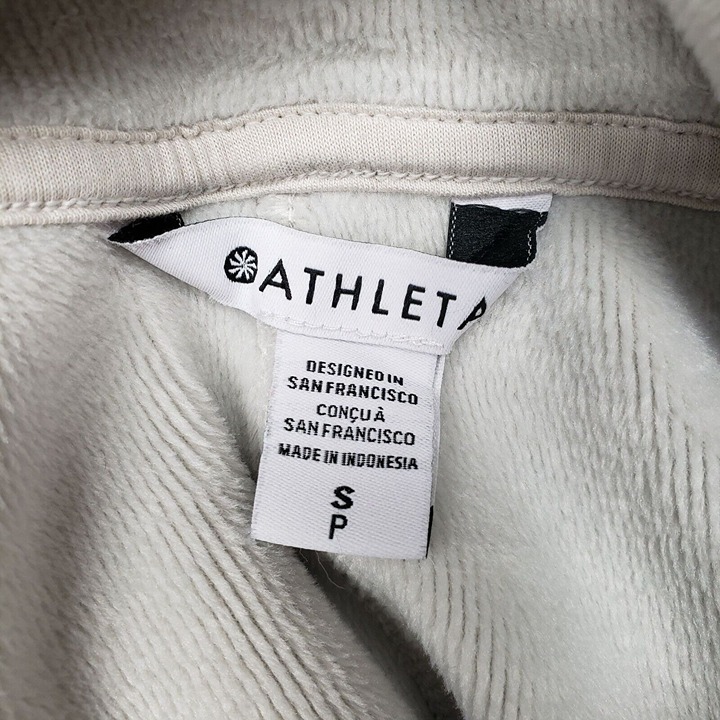 ATHLETA
DESIGNED IN
SAN FRANCISCO
CONÇU À
SAN FRANCISCO
MADE IN INDONESIA
S
P